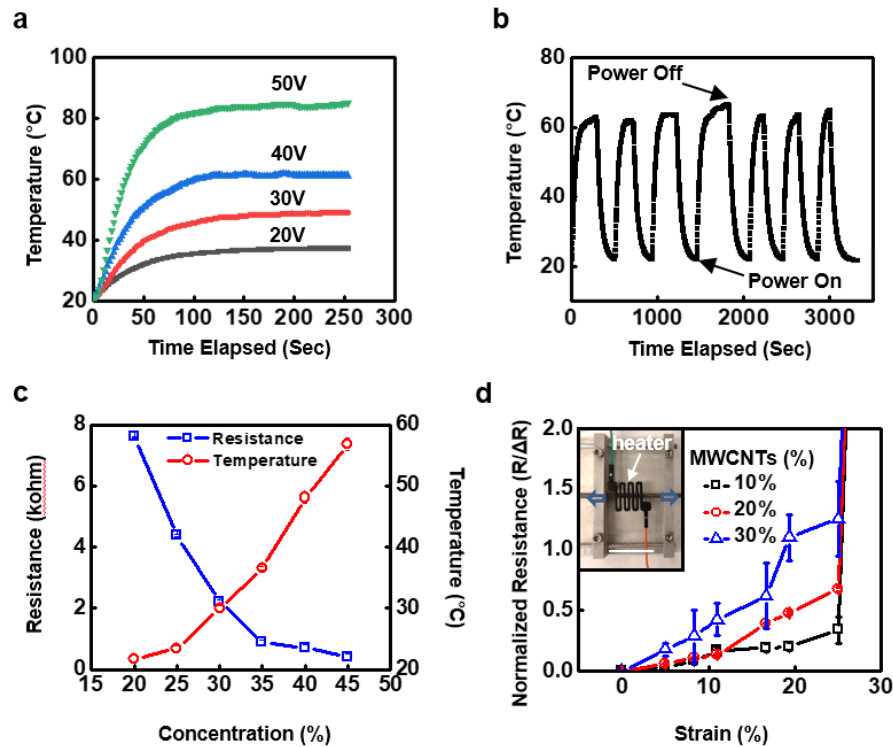 a
100
80
60
40
20
0 50 100 150 200 250 300
Temperature (°C)
Time Elapsed (Sec)
50V
40V
30V
20V
b
80
60
40
20
0 1000 2000 3000
Temperature (°C)
Time Elapsed (Sec)
Power Off
Power On
c
8
6
4
2
0
15 20 25 30 35 40 45 50
60
50
40
30
20
Resistance (kohm)
Temperature (°C)
Concentration (%)
Resistance
Temperature
d
2.0
1.5
1.0
0.5
0.0
0 10 20 30
Normalized Resistance (R/ΔR)
Strain (%)
heater
MWCNTs (%)
10%
20%
30%